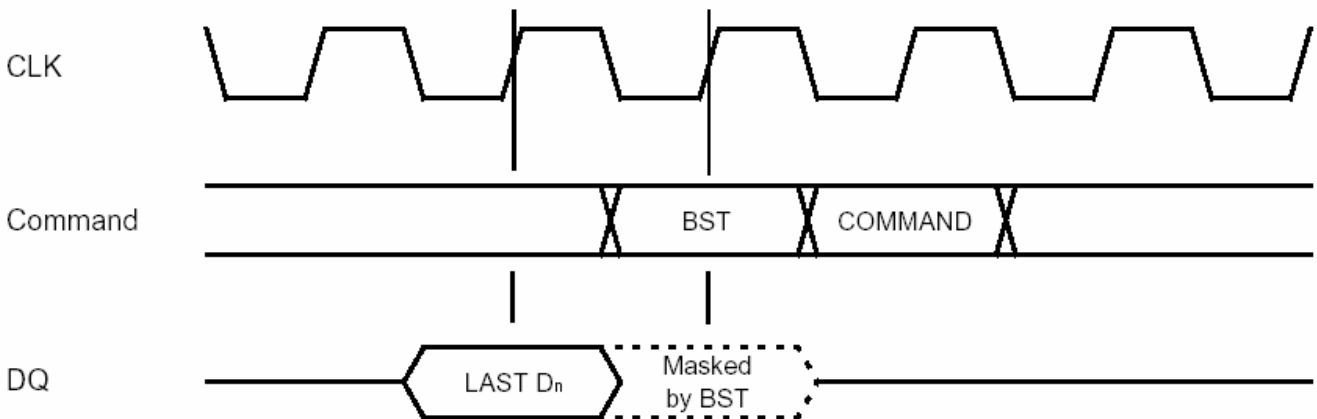 CLK
Command
BST
COMMAND
DQ
LAST Dn
Masked
by BST